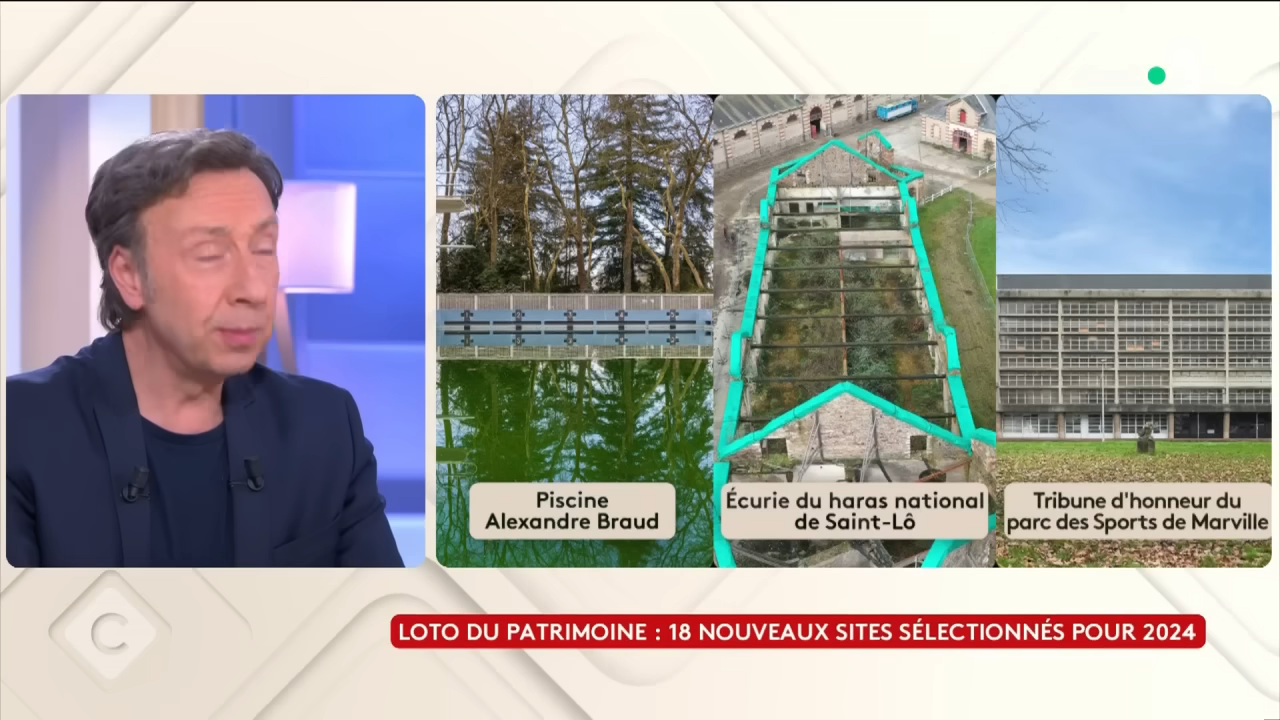 Piscine
Alexandre Braud
Écurie du haras national
de Saint-Lô
Tribune d'honneur du
parc des Sports de Marville
C
LOTO DU PATRIMOINE : 18 NOUVEAUX SITES SÉLECTIONNÉS POUR 2024